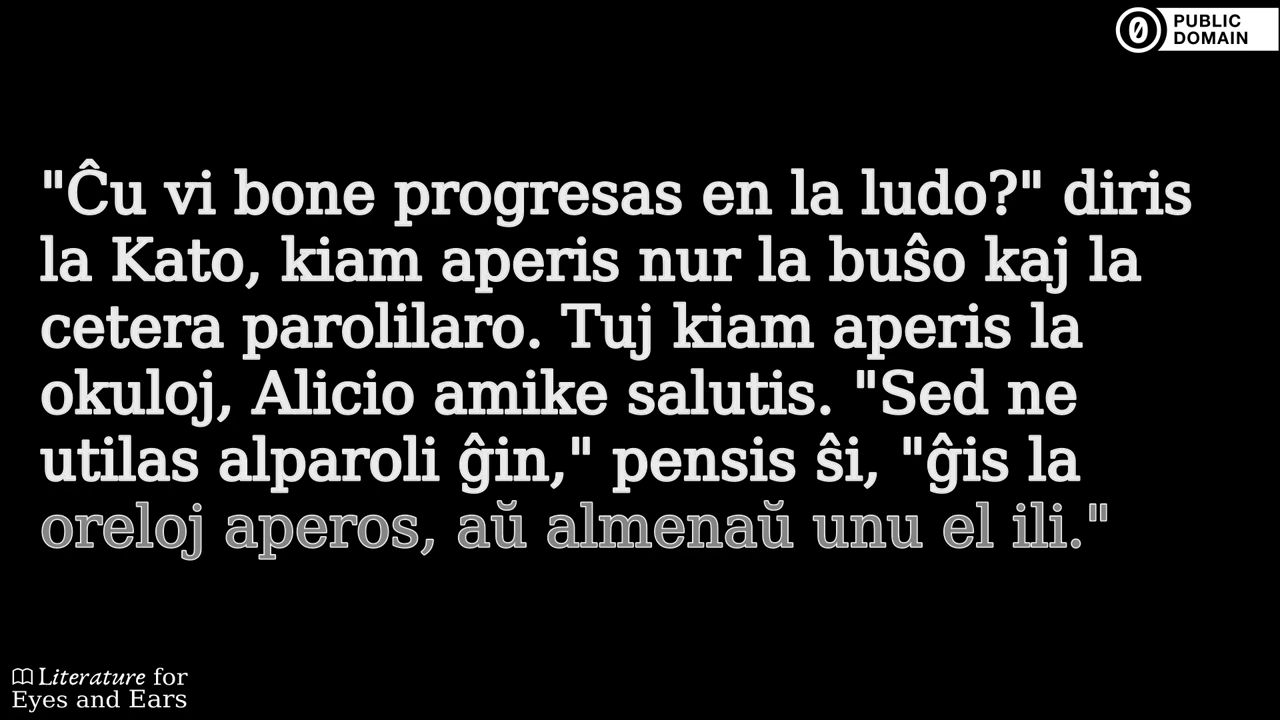 PUBLIC
DOMAIN
"Ĉu vi bone progresas en la ludo?" diris
la Kato, kiam aperis nur la buŝo kaj la
cetera parolilaro. Tuj kiam aperis la
okuloj, Alicio amike salutis. "Sed ne
utilas alparoli ĝin," pensis ŝi, "ĝis la
oreloj aperos, aŭ almenaŭ unu el ili."
Literature for
Eyes and Ears